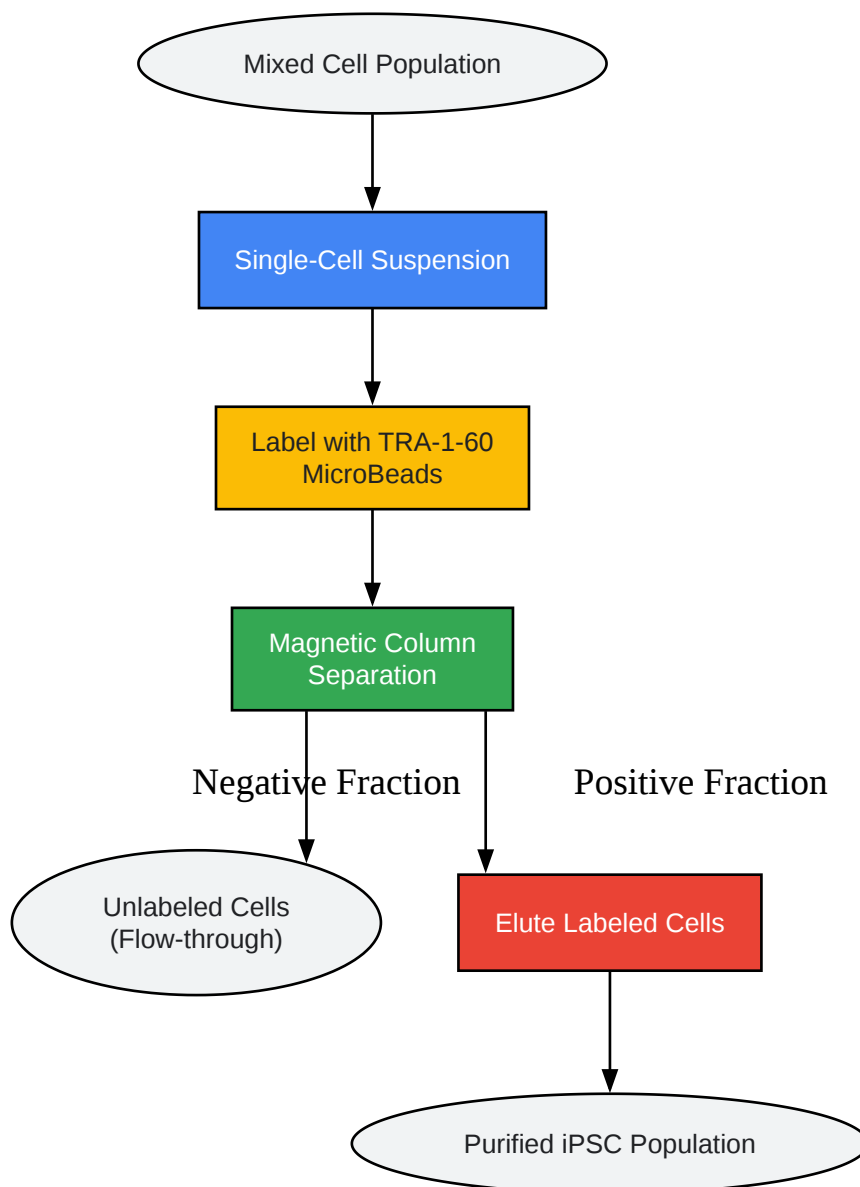 Mixed Cell Population
Single-Cell Suspension
Label with TRA-1-60
MicroBeads
Magnetic Column
Separation
Negative Fraction
Positive Fraction
Unlabeled Cells
(Flow-through)
Elute Labeled Cells
Purified iPSC Population